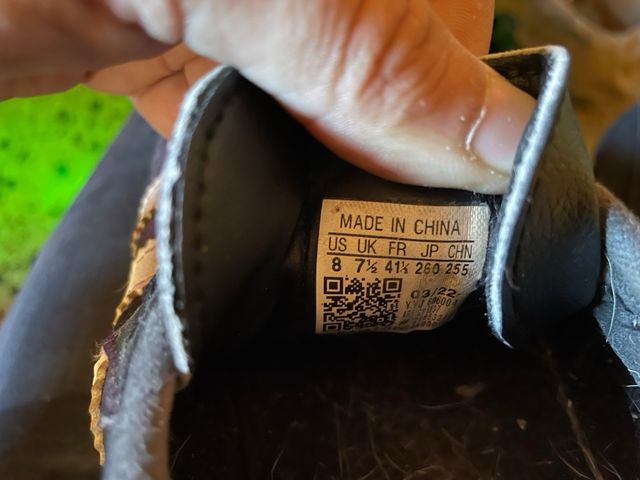 MADE IN CHINA
US UK FR JP CHN
8 7½ 41⅓ 260 255
03/22